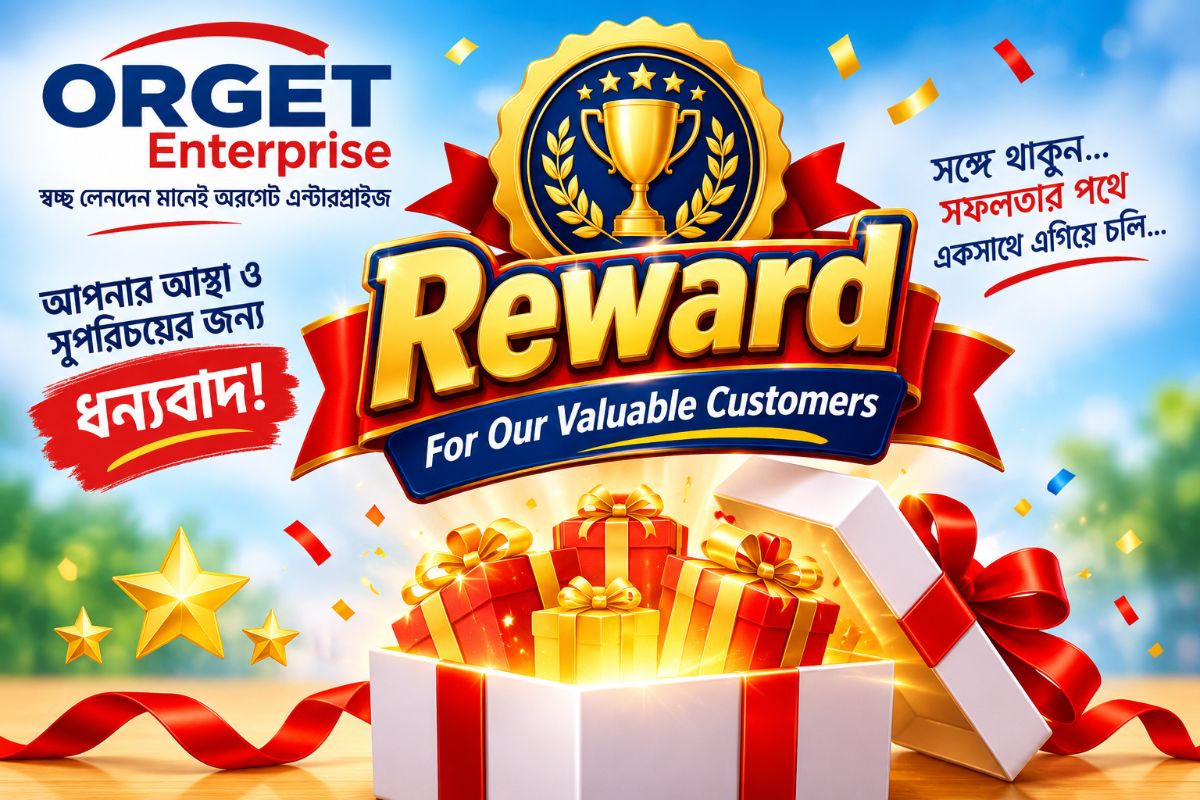 ORGET
Enterprise
স্বচ্ছ লেনদেন মানেই অরগেট এন্টারপ্রাইজ
আপনার আস্থা ও
সুপরিচয়ের জন্য
ধন্যবাদ!
Reward
For Our Valuable Customers
সঙ্গে থাকুন...
সফলতার পথে
একসাথে এগিয়ে চলি...